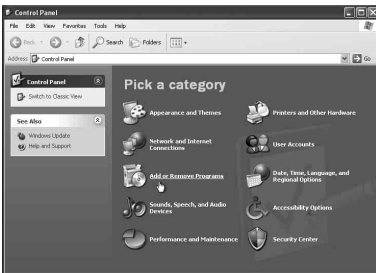 Control Panel
File Edit View Favorites Tools Help
Back Search Folders
Address Control Panel Go
Control Panel
Switch to Classic View
See Also
Windows Update
Help and Support
Pick a category
Appearance and Themes
Printers and Other Hardware
Network and Internet
Connections
User Accounts
Add or Remove Programs
Date, Time, Language, and
Regional Options
Sounds, Speech, and Audio
Devices
Accessibility Options
Performance and Maintenance
Security Center